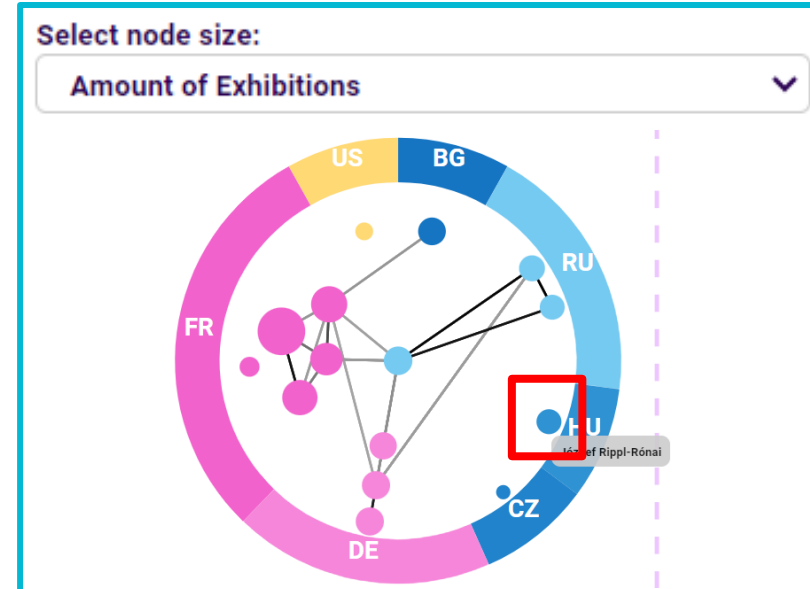 Select node size:
Amount of Exhibitions
US
BG
RU
FR
HU
József Rippl-Rónai
CZ
DE